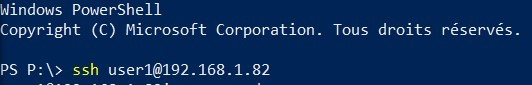 Windows PowerShell
Copyright (C) Microsoft Corporation. Tous droits réservés.
PS P:\> ssh user1@192.168.1.82